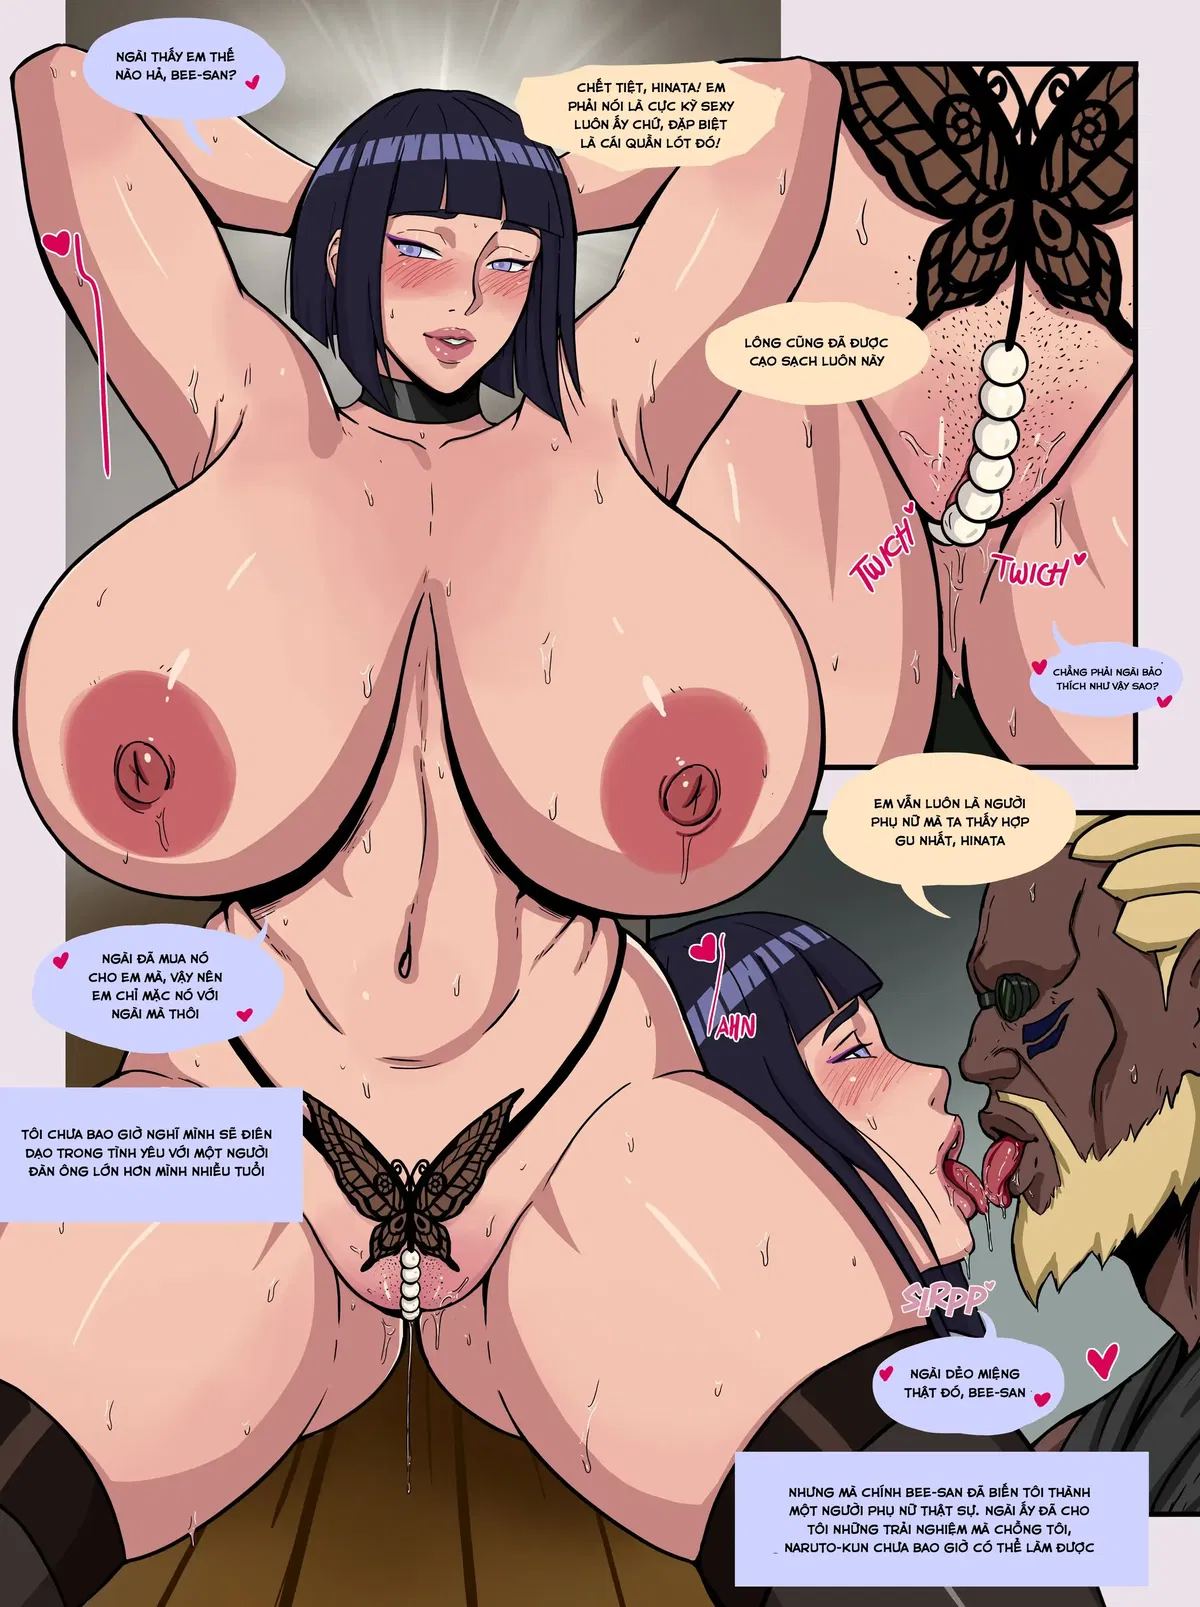 NGÀI THẤY EM THẾ
NÀO HẢ, BEE-SAN?
CHẾT TIỆT, HINATA! EM
PHẢI NÓI LÀ CỰC KỲ SEXY
LUÔN ẤY CHỨ, ĐẶP BIỆT
LÀ CÁI QUẦN LÓT ĐÓ!
LÔNG CŨNG ĐÃ ĐƯỢC
CẠO SẠCH LUÔN NÀY
TWICH
TWICH
CHẲNG PHẢI NGÀI BẢO
THÍCH NHƯ VẬY SAO?
EM VẪN LUÔN LÀ NGƯỜI
PHỤ NỮ MÀ TA THẤY HỢP
GU NHẤT, HINATA
NGÀI ĐÃ MUA NÓ
CHO EM MÀ, VẬY NÊN
EM CHỈ MẶC NÓ VỚI
NGÀI MÀ THÔI
AHN
TÔI CHƯA BAO GIỜ NGHĨ MÌNH SẼ ĐIÊN
DẠO TRONG TÌNH YÊU VỚI MỘT NGƯỜI
ĐÀN ÔNG LỚN HƠN MÌNH NHIỀU TUỔI
SLRPP
NGÀI DẺO MIỆNG
THẬT ĐÓ, BEE-SAN
NHƯNG MÀ CHÍNH BEE-SAN ĐÃ BIẾN TÔI THÀNH
MỘT NGƯỜI PHỤ NỮ THẬT SỰ. NGÀI ẤY ĐÃ CHO
TÔI NHỮNG TRẢI NGHIỆM MÀ CHỒNG TÔI,
NARUTO-KUN CHƯA BAO GIỜ CÓ THỂ LÀM ĐƯỢC